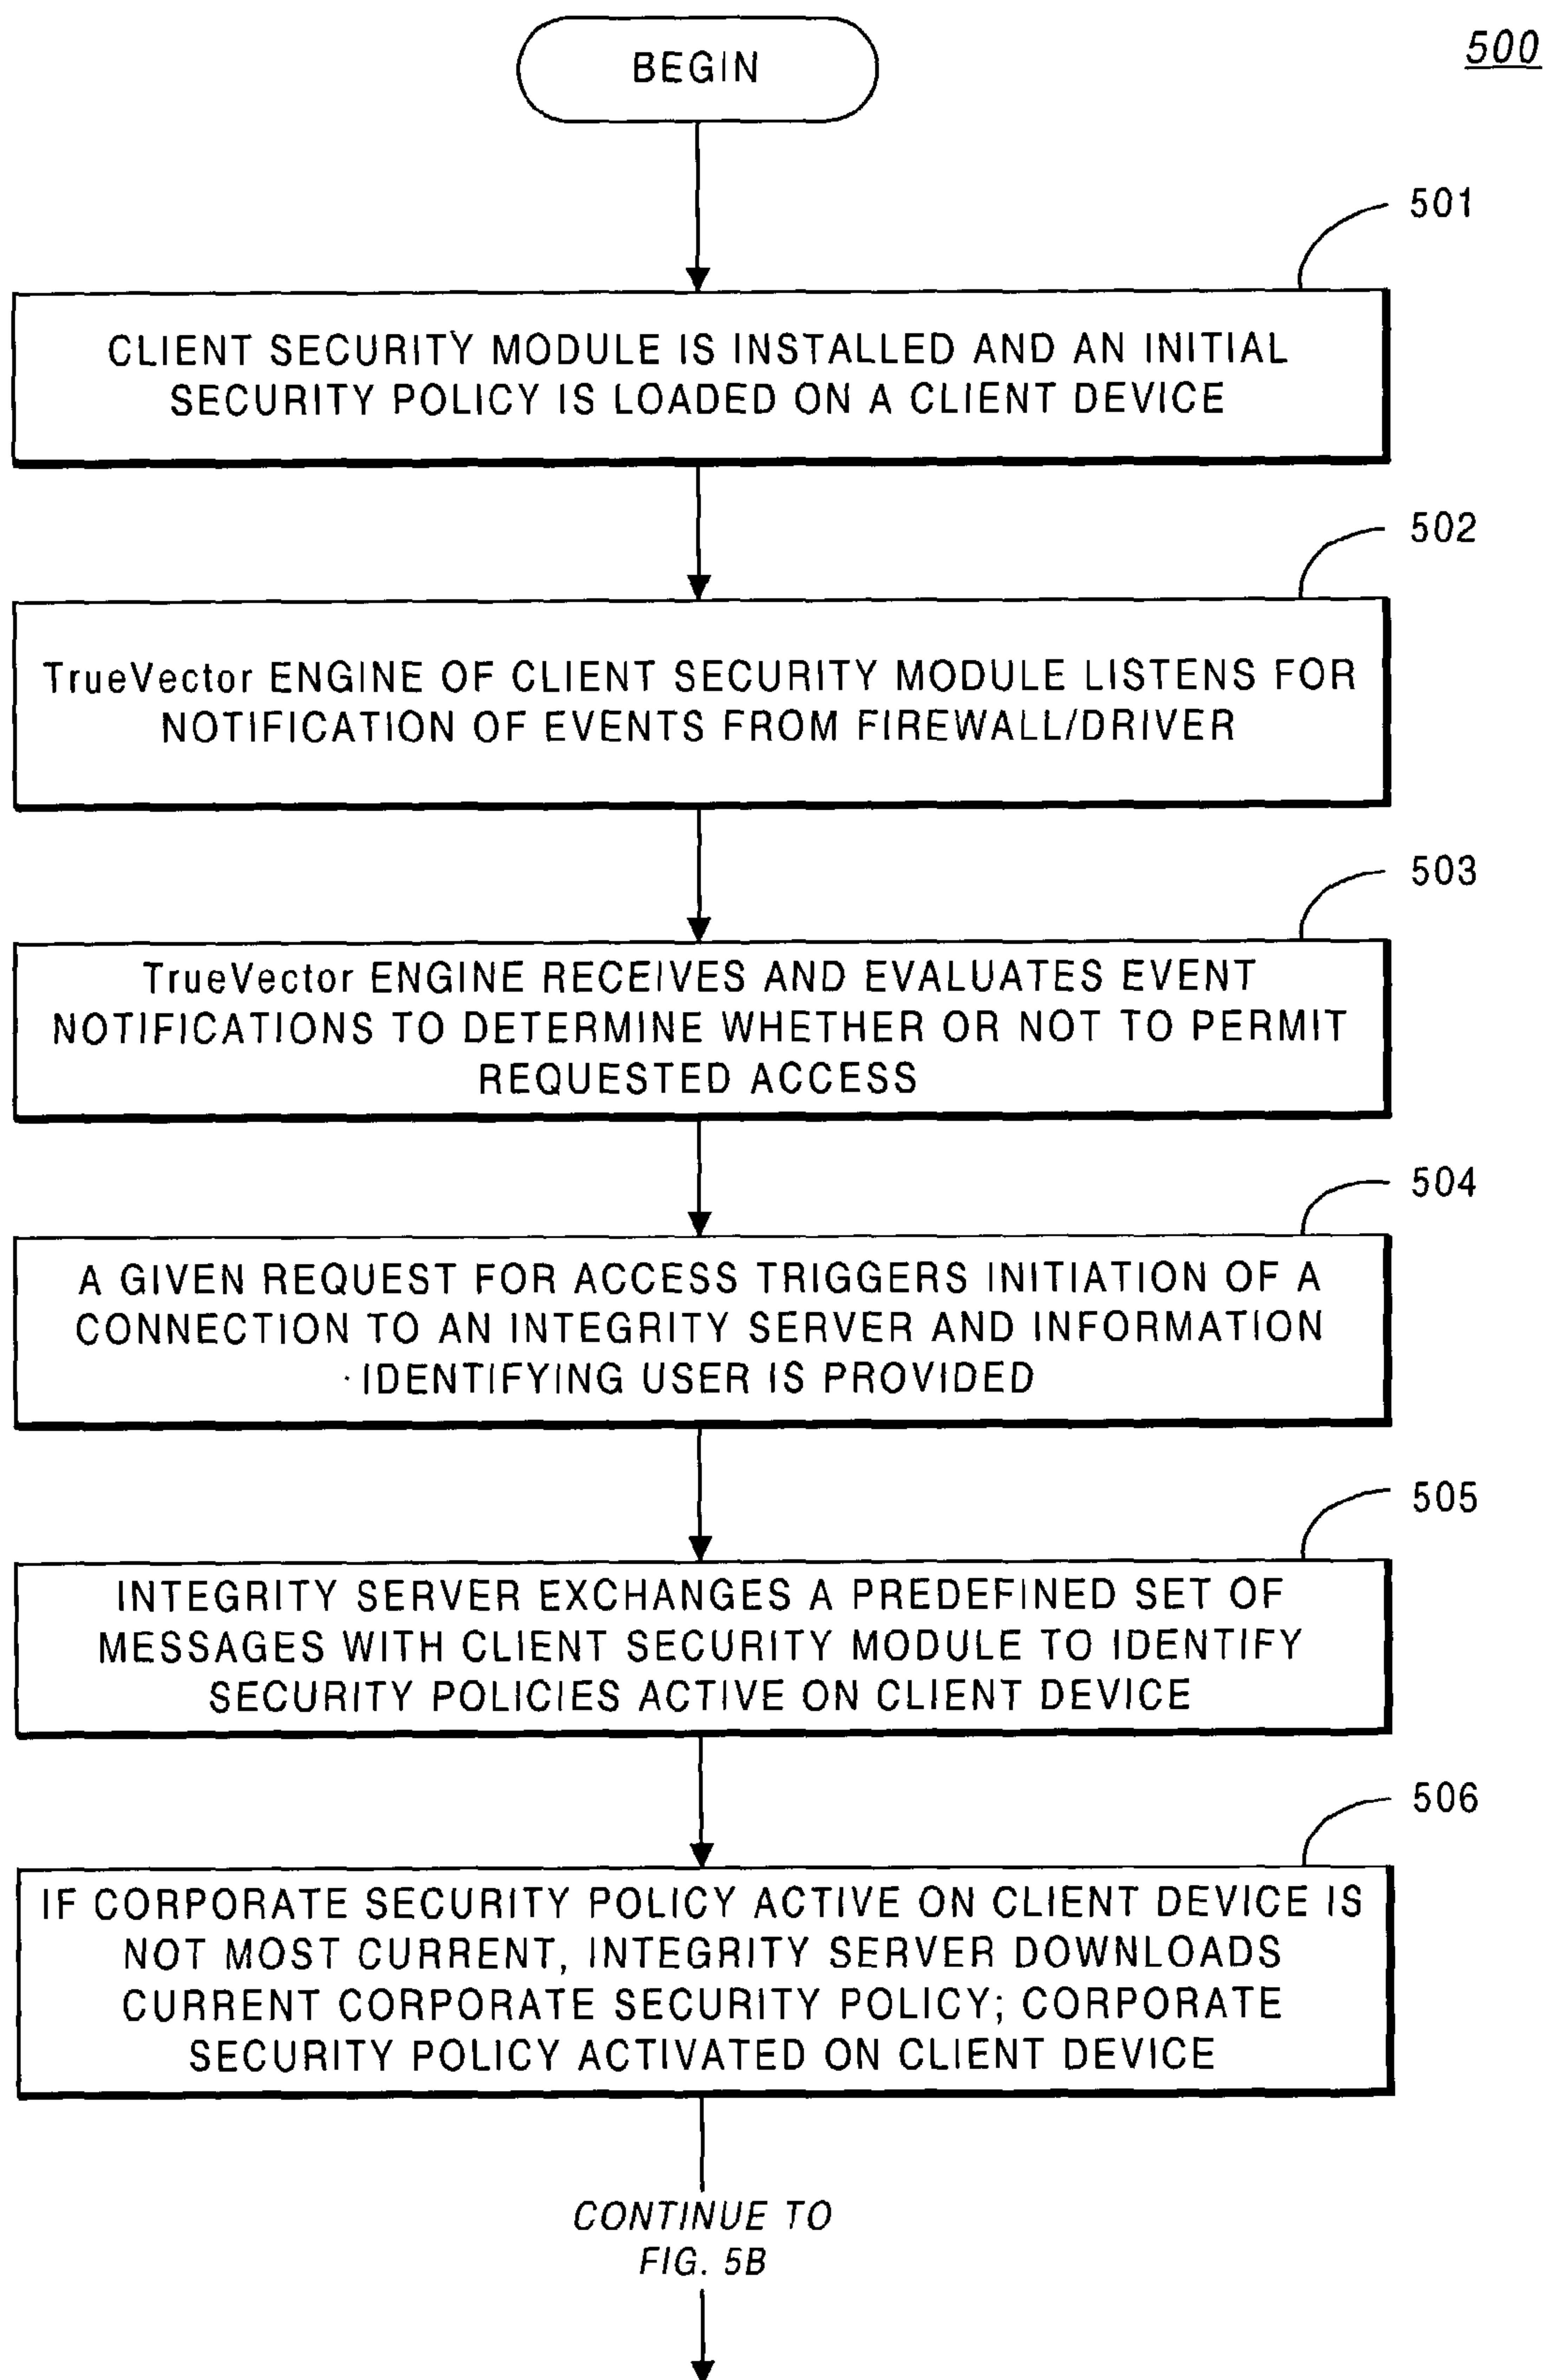 500
BEGIN
501
CLIENT SECURITY MODULE IS INSTALLED AND AN INITIAL
SECURITY POLICY IS LOADED ON A CLIENT DEVICE
502
TrueVector ENGINE OF CLIENT SECURITY MODULE LISTENS FOR
NOTIFICATION OF EVENTS FROM FIREWALL/DRIVER
503
TrueVector ENGINE RECEIVES AND EVALUATES EVENT
NOTIFICATIONS TO DETERMINE WHETHER OR NOT TO PERMIT
REQUESTED ACCESS
504
A GIVEN REQUEST FOR ACCESS TRIGGERS INITIATION OF A
CONNECTION TO AN INTEGRITY SERVER AND INFORMATION
IDENTIFYING USER IS PROVIDED
505
INTEGRITY SERVER EXCHANGES A PREDEFINED SET OF
MESSAGES WITH CLIENT SECURITY MODULE TO IDENTIFY
SECURITY POLICIES ACTIVE ON CLIENT DEVICE
506
IF CORPORATE SECURITY POLICY ACTIVE ON CLIENT DEVICE IS
NOT MOST CURRENT, INTEGRITY SERVER DOWNLOADS
CURRENT CORPORATE SECURITY POLICY; CORPORATE
SECURITY POLICY ACTIVATED ON CLIENT DEVICE
CONTINUE TO
FIG. 5B